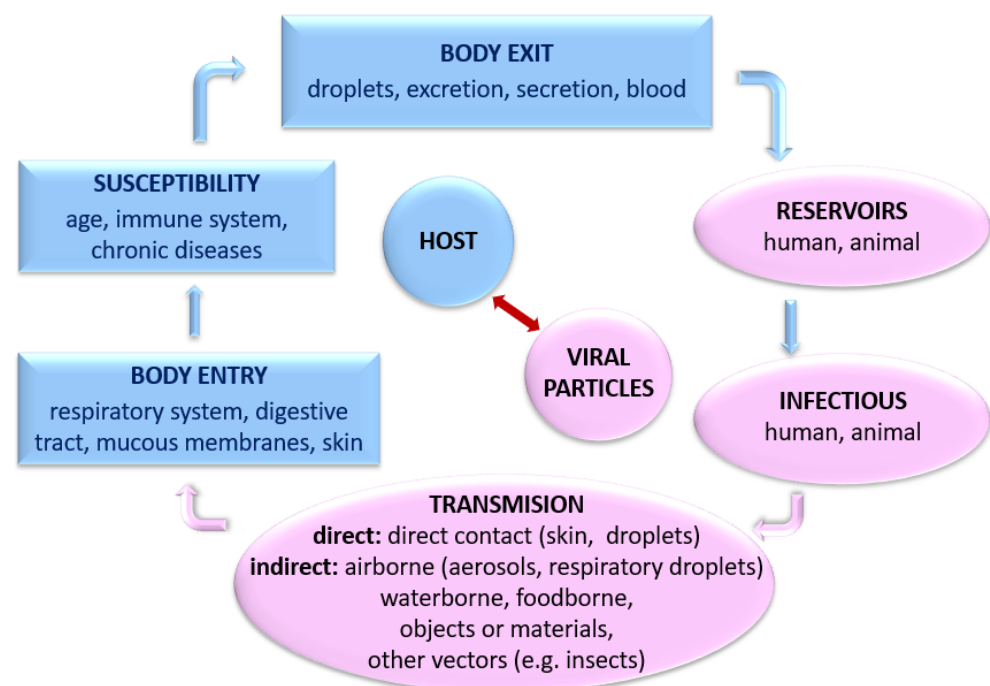 BODY EXIT
droplets, excretion, secretion, blood
SUSCEPTIBILITY
age, immune system,
chronic diseases
HOST
RESERVOIRS
human, animal
BODY ENTRY
respiratory system, digestive
tract, mucous membranes, skin
VIRAL
PARTICLES
INFECTIOUS
human, animal
TRANSMISION
direct: direct contact (skin, droplets)
indirect: airborne (aerosols, respiratory droplets)
waterborne, foodborne,
objects or materials,
other vectors (e.g. insects)